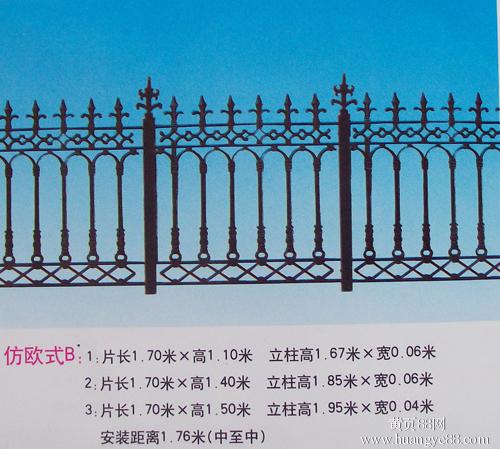 仿欧式B: 1:片长1.70米×高1.10米 立柱高1.67米×宽0.06米
2:片长1.70米×高1.40米 立柱高1.85米×宽0.06米
3:片长1.70米×高1.50米 立柱高1.95米×宽0.04米
安装距离1.76米(中至中)
黄页88网
www.huangye88.com